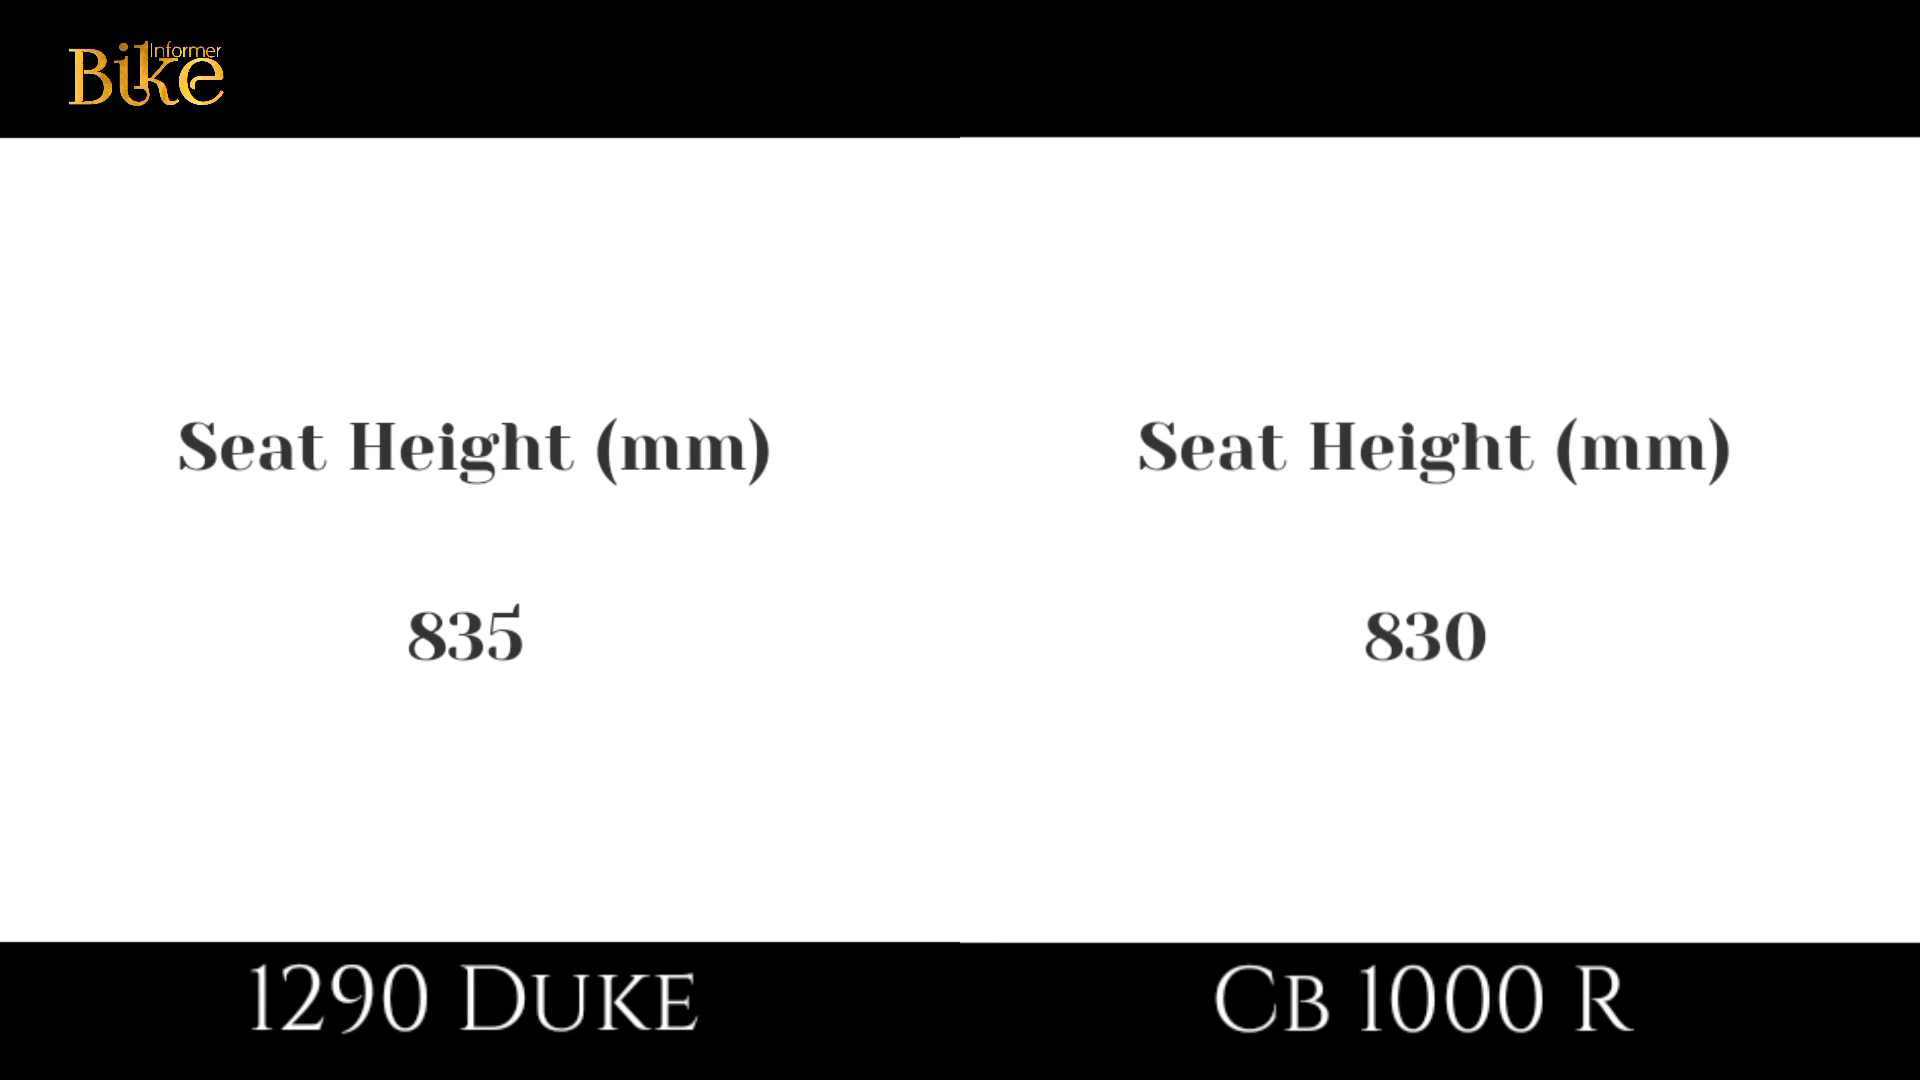 Bike Informer
Seat Height (mm)
835
1290 Duke
Seat Height (mm)
830
Cb 1000 R